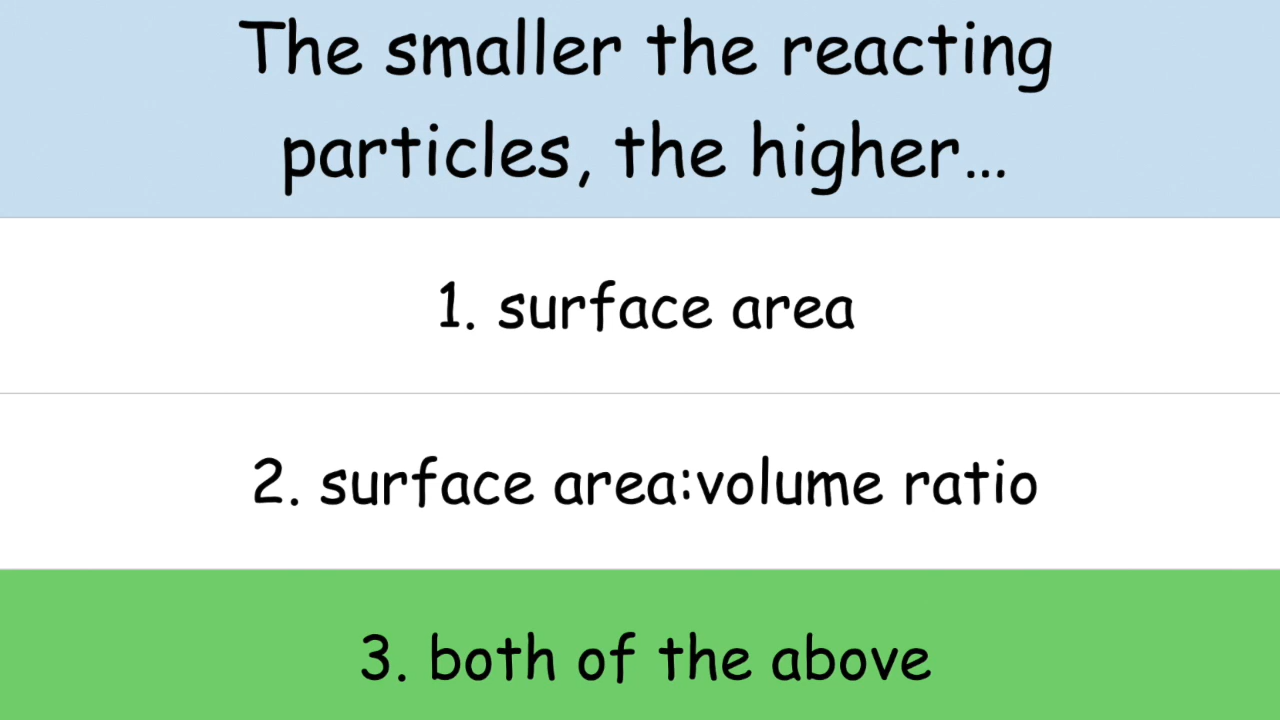 The smaller the reacting
particles, the higher...
1. surface area
2. surface area:volume ratio
3. both of the above